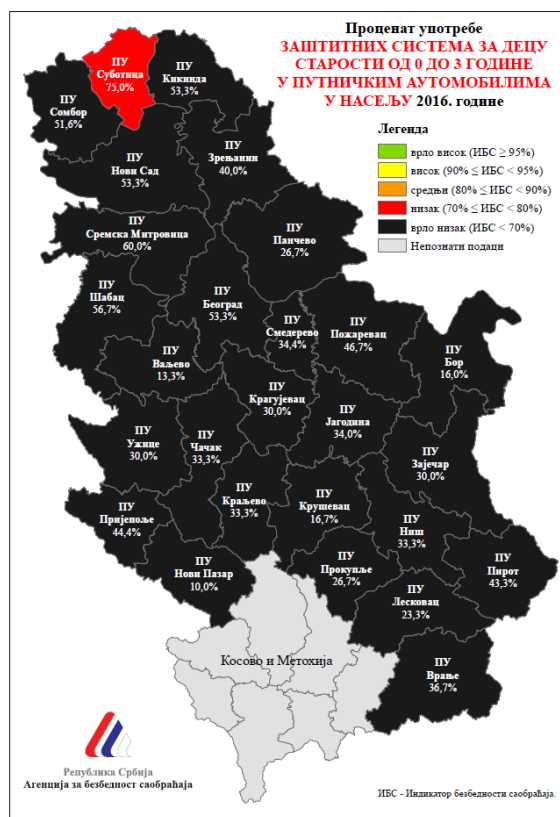 Проценат употребе
ЗАШТИТНИХ СИСТЕМА ЗА ДЕЦУ
СТАРОСТИ ОД 0 ДО 3 ГОДИНЕ
У ПУТНИЧКИМ АУТОМОБИЛИМА
У НАСЕЉУ 2016. године
Легенда
врло висок (ИБС ≥ 95%)
висок (90% ≤ ИБС < 95%)
средњи (80% ≤ ИБС < 90%)
низак (70% ≤ ИБС < 80%)
врло низак (ИБС < 70%)
Непознати подаци
ПУ
Суботица
75,0%
ПУ
Кикинда
53,3%
ПУ
Сомбор
51,6%
ПУ
Нови Сад
53,3%
ПУ
Зрењанин
40,0%
ПУ
Сремска Митровица
60,0%
ПУ
Панчево
26,7%
ПУ
Шабац
56,7%
ПУ
Београд
53,3%
ПУ
Смедерево
34,4%
ПУ
Пожаревац
46,7%
ПУ
Бор
16,0%
ПУ
Ваљево
13,3%
ПУ
Крагујевац
30,0%
ПУ
Јагодина
34,0%
ПУ
Ужице
30,0%
ПУ
Чачак
33,3%
ПУ
Зајечар
30,0%
ПУ
Краљево
33,3%
ПУ
Крушевац
16,7%
ПУ
Пријепоље
44,4%
ПУ
Ниш
33,3%
ПУ
Нови Пазар
10,0%
ПУ
Прокупље
26,7%
ПУ
Пирот
43,3%
ПУ
Лесковац
23,3%
Косово и Метохија
ПУ
Врање
36,7%
Република Србија
Агенција за безбедност саобраћаја
ИБС - Индикатор безбедности саобраћаја.